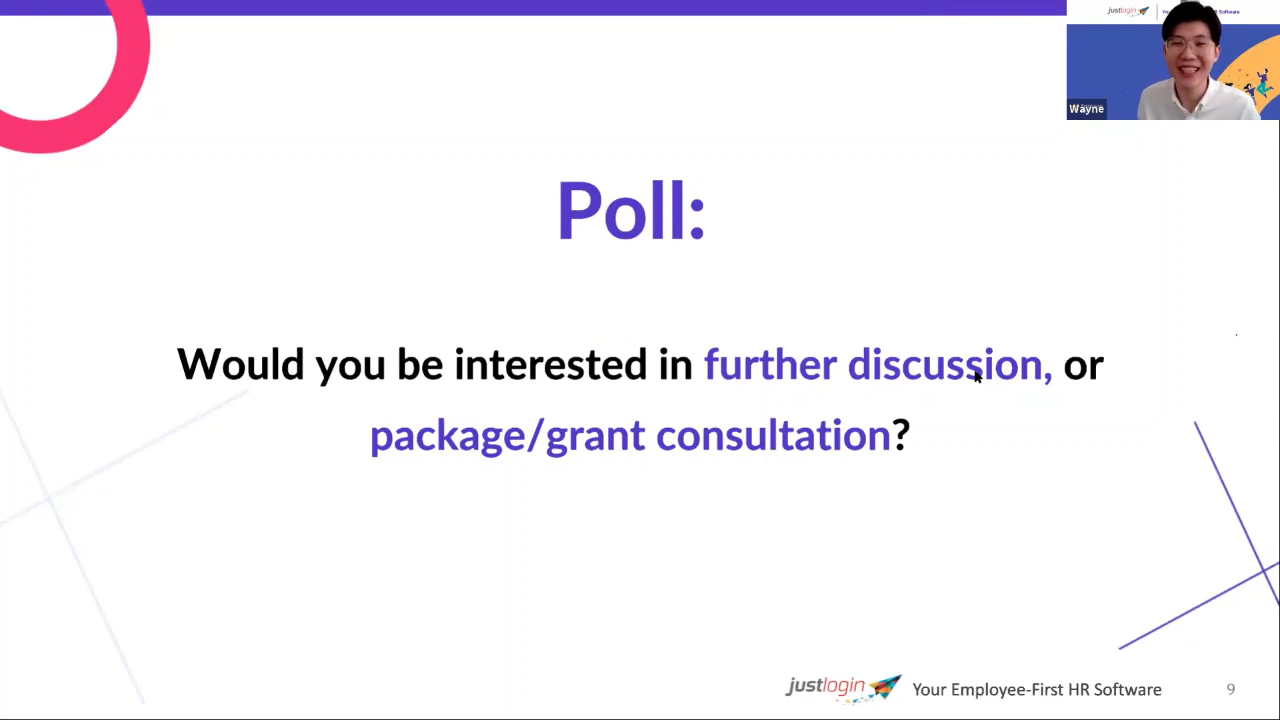 justlogin
Wayne
Poll:
Would you be interested in further discussion, or
package/grant consultation?
justlogin
Your Employee-First HR Software
9